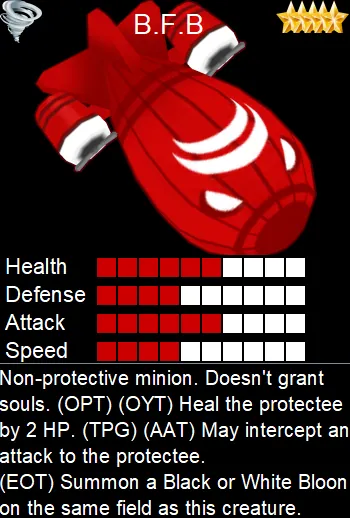 B.F.B
Health
Defense
Attack
Speed
Non-protective minion. Doesn't grant
souls. (OPT) (OYT) Heal the protectee
by 2 HP. (TPG) (AAT) May intercept an
attack to the protectee.
(EOT) Summon a Black or White Bloon
on the same field as this creature.